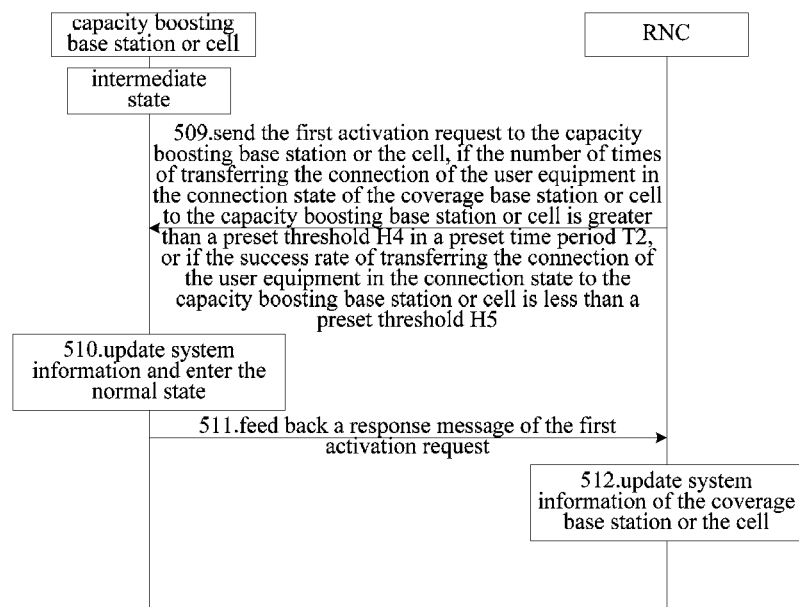 capacity boosting
base station or cell
RNC
intermediate
state
509.send the first activation request to the capacity
boosting base station or the cell, if the number of times
of transferring the connection of the user equipment in
the connection state of the coverage base station or cell
to the capacity boosting base station or cell is greater
than a preset threshold H4 in a preset time period T2,
or if the success rate of transferring the connection of
the user equipment in the connection state to the
capacity boosting base station or cell is less than a
preset threshold H5
510.update system
information and enter the
normal state
511.feed back a response message of the first
activation request
512.update system
information of the coverage
base station or the cell